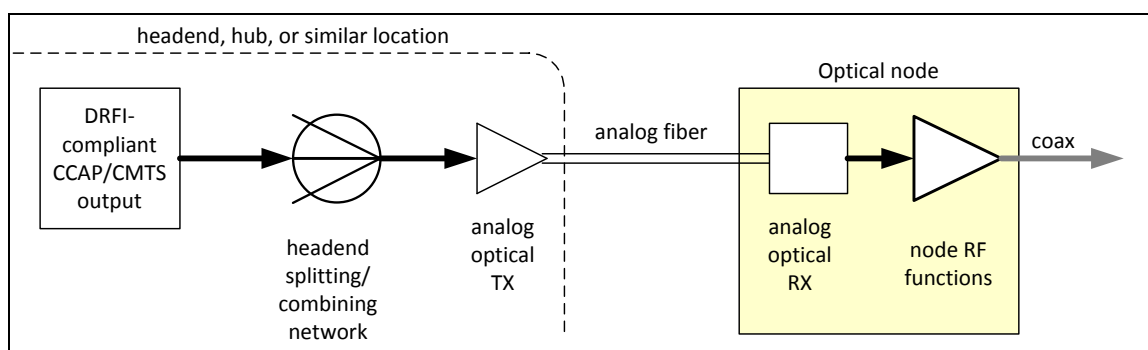 headend, hub, or similar location
DRFI-
compliant
CCAP/CMTS
output
headend
splitting/
combining
network
analog
optical
TX
analog fiber
Optical node
analog
optical
RX
node RF
functions
coax